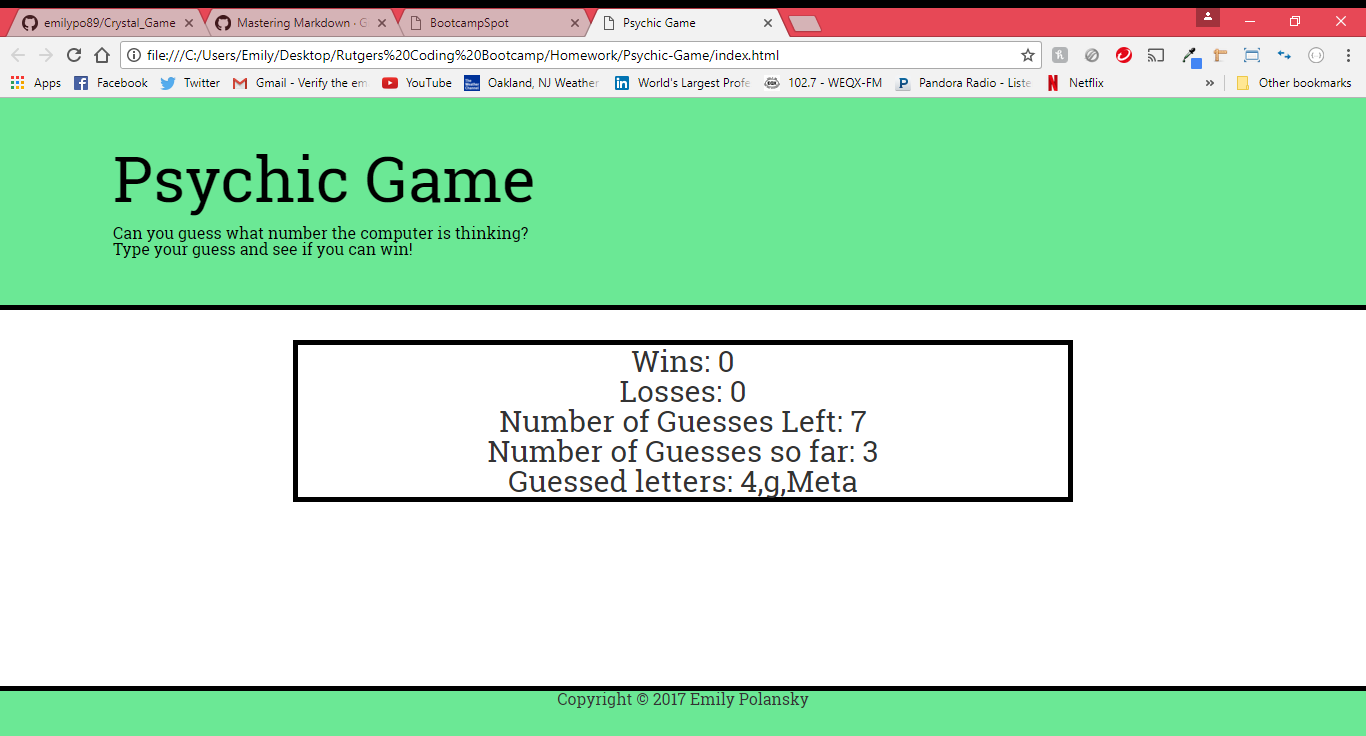 emilypo89/Crystal_Game
Mastering Markdown · G
BootcampSpot
Psychic Game
file:///C:/Users/Emily/Desktop/Rutgers%20Coding%20Bootcamp/Homework/Psychic-Game/index.html
Apps Facebook Twitter Gmail - Verify the em YouTube Oakland, NJ Weather World's Largest Profe 102.7 - WEQX-FM Pandora Radio - Liste Netflix » Other bookmarks
Psychic Game
Can you guess what number the computer is thinking?
Type your guess and see if you can win!
Wins: 0
Losses: 0
Number of Guesses Left: 7
Number of Guesses so far: 3
Guessed letters: 4,g,Meta
Copyright © 2017 Emily Polansky